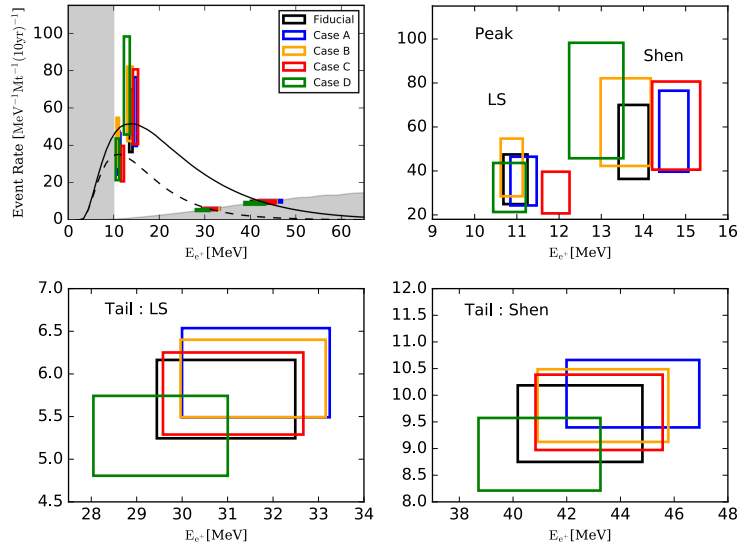 Event Rate [MeV⁻¹Mt⁻¹(10yr)⁻¹]
100
80
60
40
20
0
0 10 20 30 40 50 60
E_e⁺[MeV]
Fiducial
Case A
Case B
Case C
Case D
Peak
Shen
LS
100
80
60
40
20
9 10 11 12 13 14 15 16
E_e⁺[MeV]
Tail : LS
7.0
6.5
6.0
5.5
5.0
4.5
28 29 30 31 32 33 34
E_e⁺[MeV]
Tail : Shen
12.0
11.5
11.0
10.5
10.0
9.5
9.0
8.5
8.0
38 40 42 44 46 48
E_e⁺[MeV]